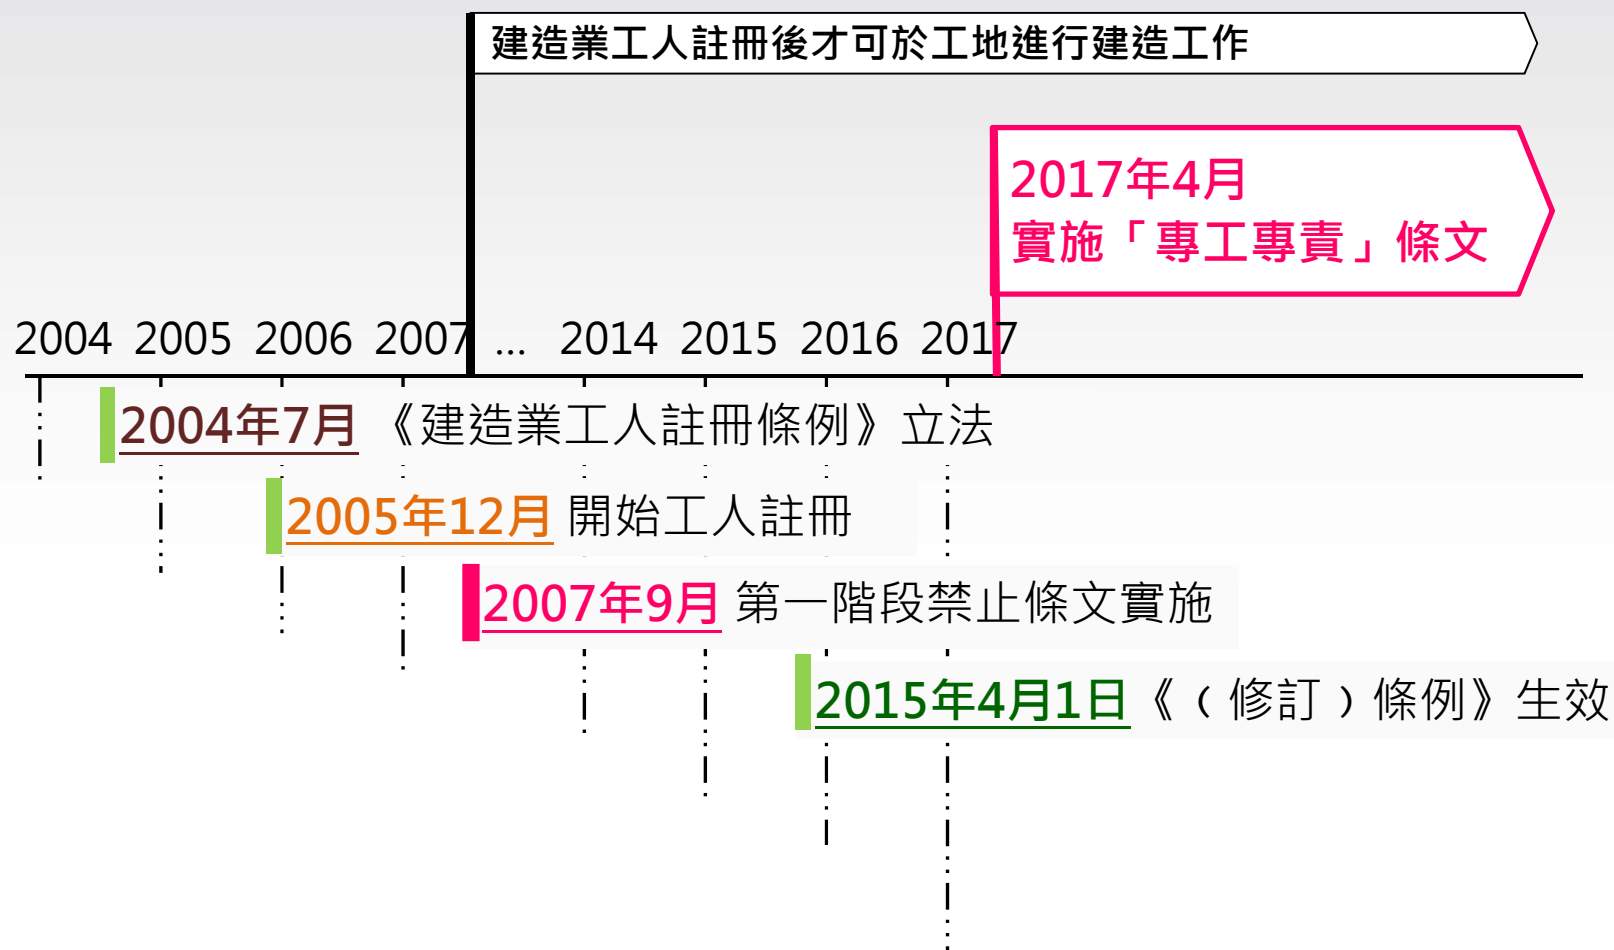 建造業工人註冊後才可於工地進行建造工作
2017年4月
實施「專工專責」條文
2004 2005 2006 2007 ... 2014 2015 2016 2017
2004年7月 《建造業工人註冊條例》立法
2005年12月 開始工人註冊
2007年9月 第一階段禁止條文實施
2015年4月1日《（修訂）條例》生效